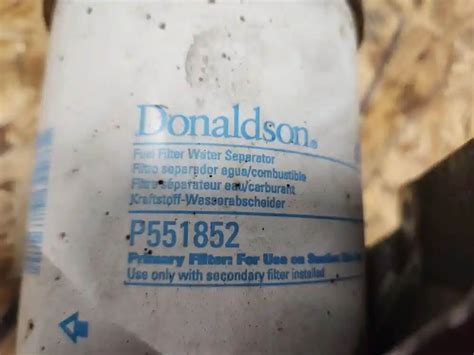 Donaldson®
Fuel Filter Water Separator
Filtro separador agua/combustible
Filtre séparateur eau/carburant
Kraftstoff-Wasserabscheider
P551852
Primary Filter: For Use on Suction
Use only with secondary filter installed